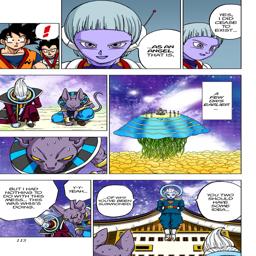 YES,
I DID
CEASE
TO
EXIST...
AS AN
ANGEL,
THAT IS.
!
A
FEW
DAYS
EARLIER
YOU TWO
SHOULD
HAVE
SOME
IDEA...
...OF WHY
YOU'VE BEEN
SUMMONED.
Y-Y-
YEAH...
BUT I HAD
NOTHING
TO DO WITH
THIS
MESS... THIS
WAS WHIS'S
DOING.
113